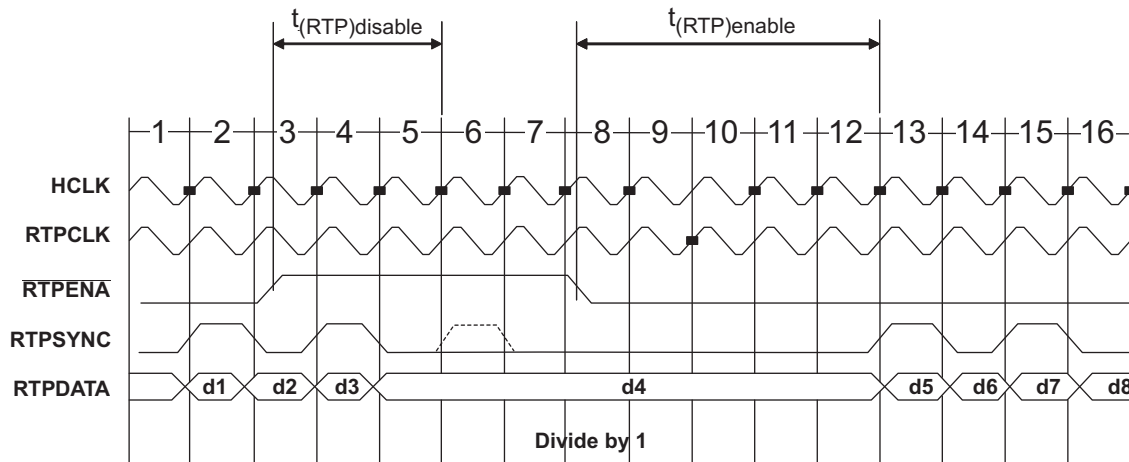 t(RTP)disable t(RTP)enable
1 2 3 4 5 6 7 8 9 10 11 12 13 14 15 16
HCLK
RTPCLK
RTPENA
RTPSYNC
RTPDATA d1 d2 d3 d4 d5 d6 d7 d8
Divide by 1